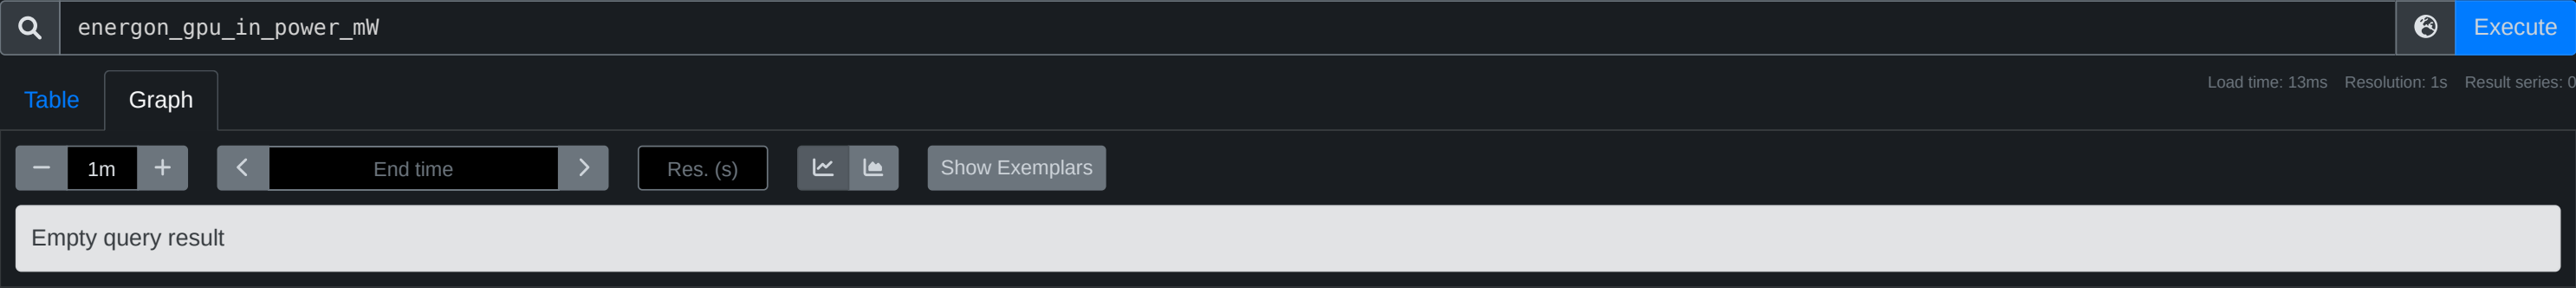 energon_gpu_in_power_mW
Execute
Table
Graph
Load time: 13ms Resolution: 1s Result series: 0
1m
End time
Res. (s)
Show Exemplars
Empty query result